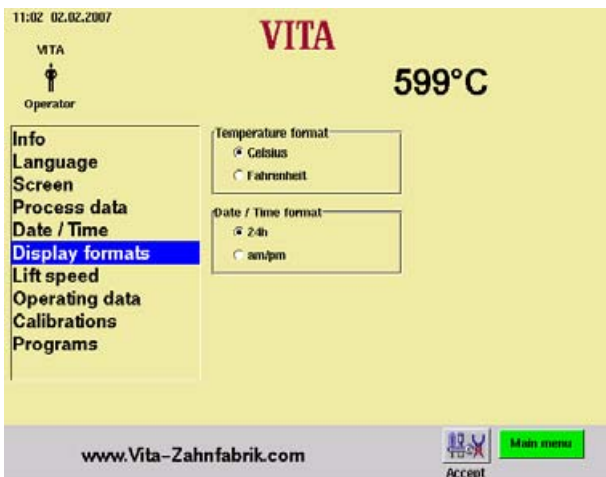 11:02 02.02.2007
VITA
VITA
Operator
599°C
Info
Language
Screen
Process data
Date / Time
Display formats
Lift speed
Operating data
Calibrations
Programs
Temperature format
Celsius
Fahrenheit
Date / Time format
24h
am/pm
www.Vita-Zahnfabrik.com
Accept
Main menu